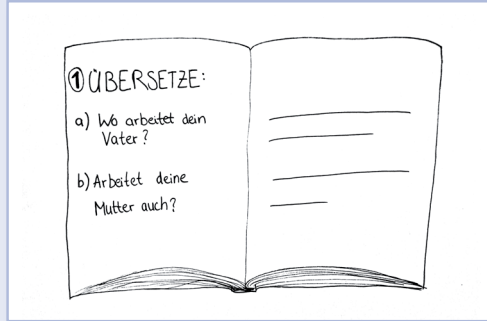 1 ÜBERSETZE:
a) Wo arbeitet dein
Vater?
b) Arbeitet deine
Mutter auch?